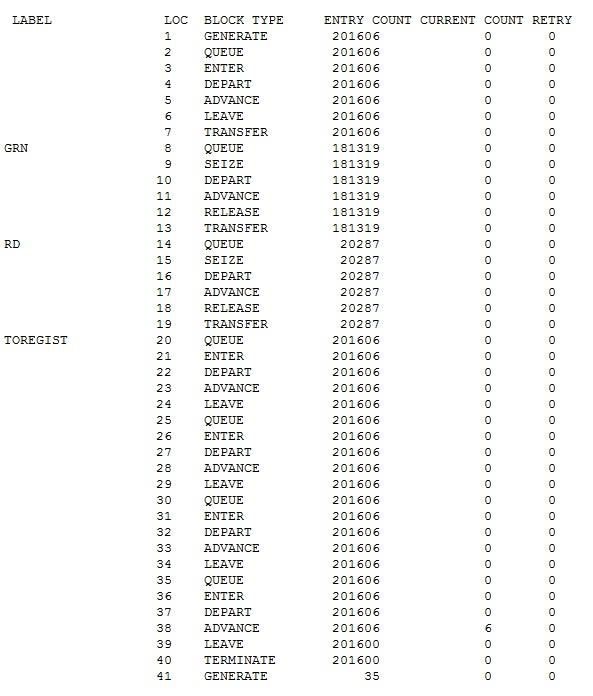 LABEL LOC BLOCK TYPE ENTRY COUNT CURRENT COUNT RETRY
1 GENERATE 201606 0 0
2 QUEUE 201606 0 0
3 ENTER 201606 0 0
4 DEPART 201606 0 0
5 ADVANCE 201606 0 0
6 LEAVE 201606 0 0
7 TRANSFER 201606 0 0
GRN 8 QUEUE 181319 0 0
9 SEIZE 181319 0 0
10 DEPART 181319 0 0
11 ADVANCE 181319 0 0
12 RELEASE 181319 0 0
13 TRANSFER 181319 0 0
RD 14 QUEUE 20287 0 0
15 SEIZE 20287 0 0
16 DEPART 20287 0 0
17 ADVANCE 20287 0 0
18 RELEASE 20287 0 0
19 TRANSFER 20287 0 0
TOREGIST 20 QUEUE 201606 0 0
21 ENTER 201606 0 0
22 DEPART 201606 0 0
23 ADVANCE 201606 0 0
24 LEAVE 201606 0 0
25 QUEUE 201606 0 0
26 ENTER 201606 0 0
27 DEPART 201606 0 0
28 ADVANCE 201606 0 0
29 LEAVE 201606 0 0
30 QUEUE 201606 0 0
31 ENTER 201606 0 0
32 DEPART 201606 0 0
33 ADVANCE 201606 0 0
34 LEAVE 201606 0 0
35 QUEUE 201606 0 0
36 ENTER 201606 0 0
37 DEPART 201606 0 0
38 ADVANCE 201606 6 0
39 LEAVE 201600 0 0
40 TERMINATE 201600 0 0
41 GENERATE 35 0 0